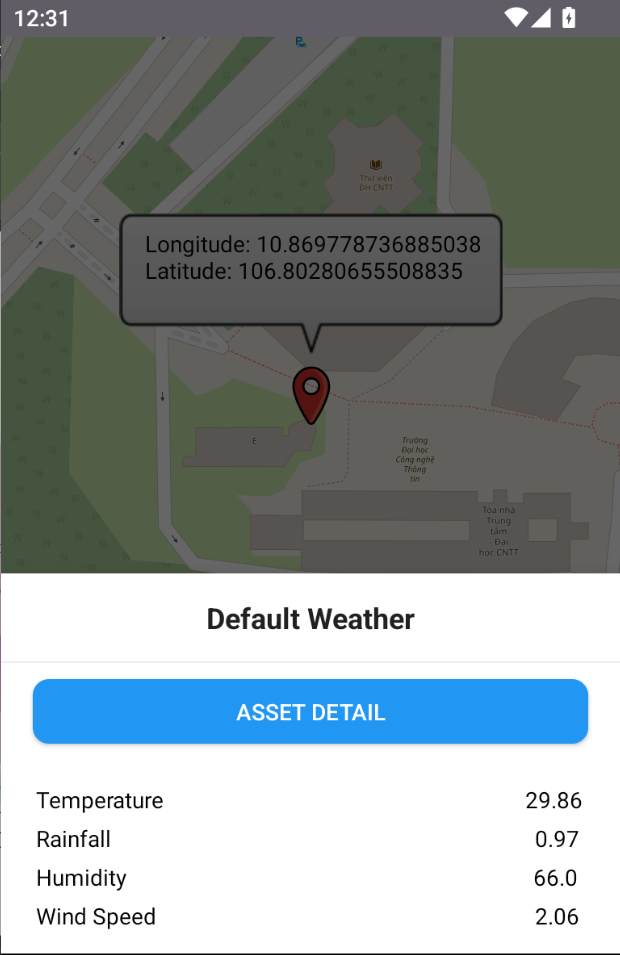 12:31
P
Thư viện
ĐH CNTT
Longitude: 10.869778736885038
Latitude: 106.80280655508835
E
Trường
Đại học
Công nghệ
Thông
tin
Tòa nhà
Trung
tâm
- Đại
học CNTT
Default Weather
ASSET DETAIL
Temperature 29.86
Rainfall 0.97
Humidity 66.0
Wind Speed 2.06